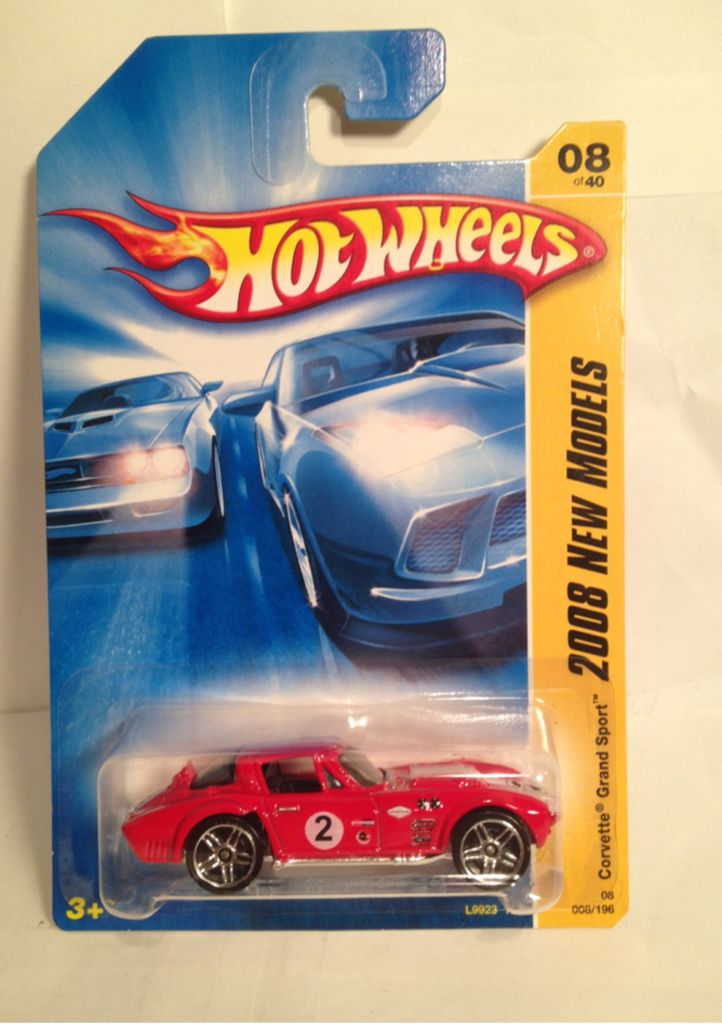 08
of 40
HOT WHEELS®
2008 NEW MODELS
Corvette® Grand Sport™
2
3+
L9923
08
008/196